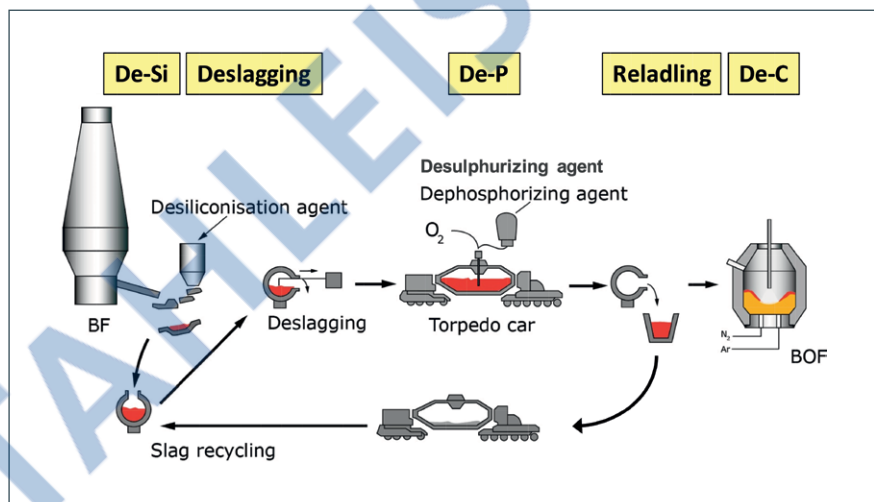 De-Si
Deslagging
De-P
Reladling
De-C
Desulphurizing agent
Dephosphorizing agent
Desiliconisation agent
O₂
BF
Deslagging
Torpedo car
N₂
Ar
BOF
Slag recycling
STAHLEIS